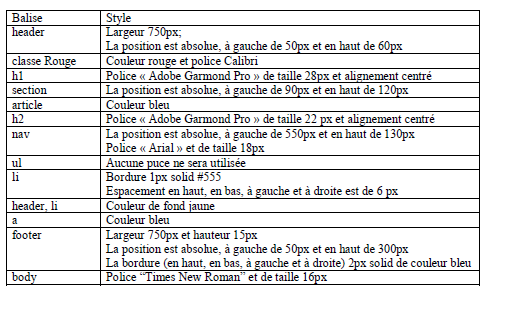 Balise Style
header Largeur 750px;
La position est absolue, à gauche de 50px et en haut de 60px
classe Rouge Couleur rouge et police Calibri
h1 Police « Adobe Garmond Pro » de taille 28px et alignement centré
section La position est absolue, à gauche de 90px et en haut de 120px
article Couleur bleu
h2 Police « Adobe Garmond Pro » de taille 22 px et alignement centré
nav La position est absolue, à gauche de 550px et en haut de 130px
Police « Arial » et de taille 18px
ul Aucune puce ne sera utilisée
li Bordure 1px solid #555
Espacement en haut, en bas, à gauche et à droite est de 6 px
header, li Couleur de fond jaune
a Couleur bleu
footer Largeur 750px et hauteur 15px
La position est absolue, à gauche de 50px et en haut de 300px
La bordure (en haut, en bas, à gauche et à droite) 2px solid de couleur bleu
body Police “Times New Roman” et de taille 16px